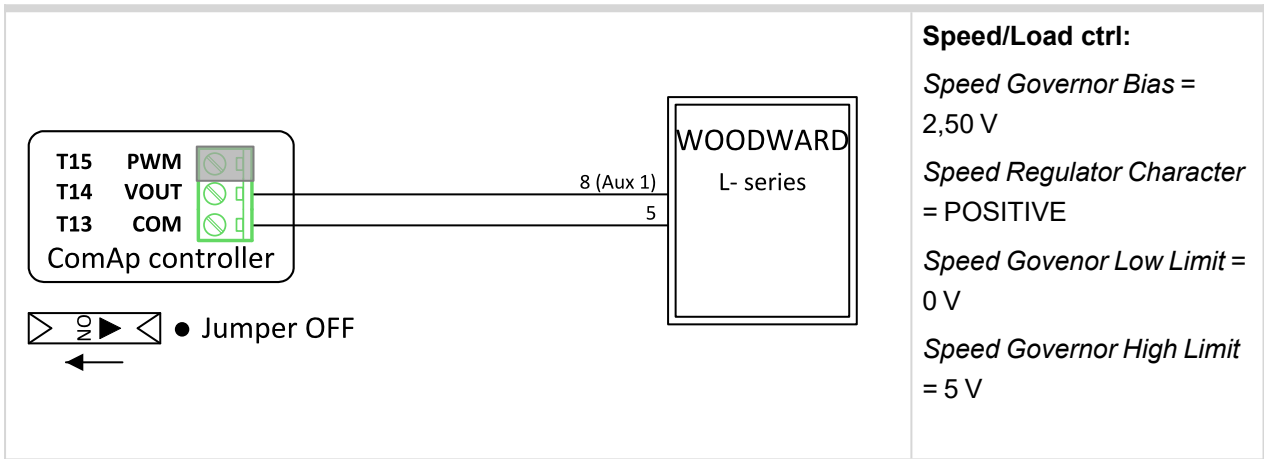 T15 PWM
T14 VOUT
T13 COM
ComAp controller
ON
Jumper OFF
8 (Aux 1)
5
WOODWARD
L- series
Speed/Load ctrl:
Speed Governor Bias =
2,50 V
Speed Regulator Character
= POSITIVE
Speed Govenor Low Limit =
0 V
Speed Governor High Limit
= 5 V